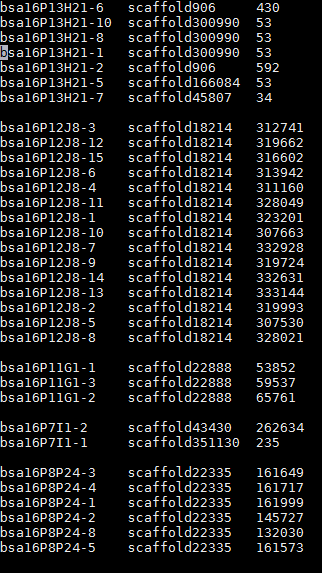 bsa16P13H21-6 scaffold906 430
bsa16P13H21-10 scaffold300990 53
bsa16P13H21-8 scaffold300990 53
bsa16P13H21-1 scaffold300990 53
bsa16P13H21-2 scaffold906 592
bsa16P13H21-5 scaffold166084 53
bsa16P13H21-7 scaffold45807 34
bsa16P12J8-3 scaffold18214 312741
bsa16P12J8-12 scaffold18214 319662
bsa16P12J8-15 scaffold18214 316602
bsa16P12J8-6 scaffold18214 313942
bsa16P12J8-4 scaffold18214 311160
bsa16P12J8-11 scaffold18214 328049
bsa16P12J8-1 scaffold18214 323201
bsa16P12J8-10 scaffold18214 307663
bsa16P12J8-7 scaffold18214 332928
bsa16P12J8-9 scaffold18214 319724
bsa16P12J8-14 scaffold18214 332631
bsa16P12J8-13 scaffold18214 333144
bsa16P12J8-2 scaffold18214 319993
bsa16P12J8-5 scaffold18214 307530
bsa16P12J8-8 scaffold18214 328021
bsa16P11G1-1 scaffold22888 53852
bsa16P11G1-3 scaffold22888 59537
bsa16P11G1-2 scaffold22888 65761
bsa16P7I1-2 scaffold43430 262634
bsa16P7I1-1 scaffold351130 235
bsa16P8P24-3 scaffold22335 161649
bsa16P8P24-4 scaffold22335 161717
bsa16P8P24-1 scaffold22335 161999
bsa16P8P24-2 scaffold22335 145727
bsa16P8P24-8 scaffold22335 132030
bsa16P8P24-5 scaffold22335 161573